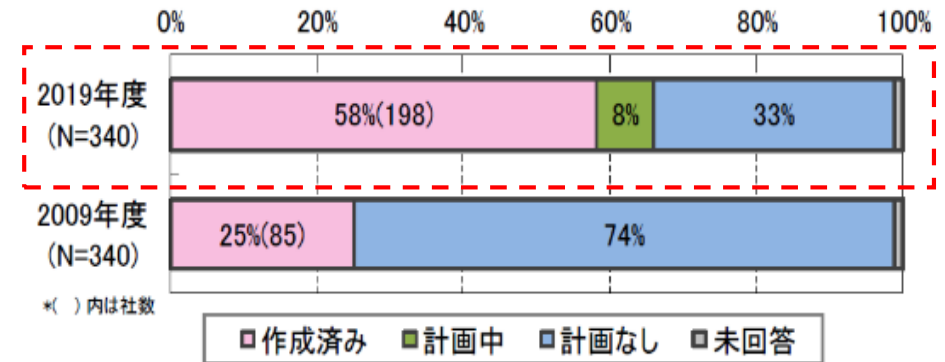 0% 20% 40% 60% 80% 100%
2019年度
(N=340)
58%(198) 8% 33%
2009年度
(N=340)
25%(85) 74%
*( )内は社数
作成済み 計画中 計画なし 未回答